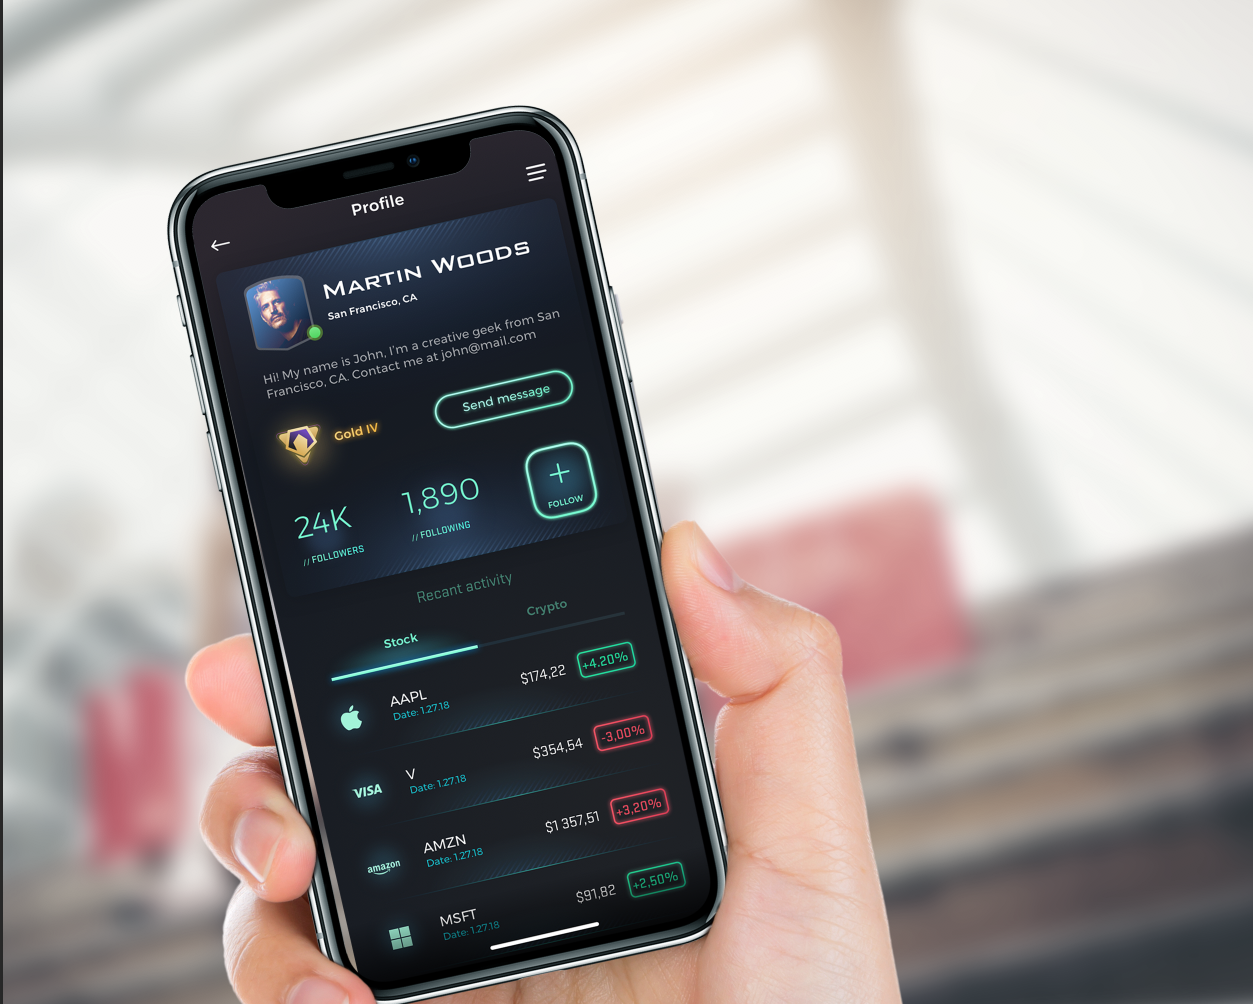 Profile
MARTIN WOODS
San Francisco, CA
Hi! My name is John, I'm a creative geek from San
Francisco, CA. Contact me at john@mail.com
Send message
Gold IV
24K
// FOLLOWERS
1,890
// FOLLOWING
+
FOLLOW
Recant activity
Stock
Crypto
AAPL
Date: 1.27.18
$174,22
+4.20%
VISA
V
Date: 1.27.18
$354,54
-3,00%
amazon
AMZN
Date: 1.27.18
$1 357,51
+3,20%
MSFT
Date: 1.27.18
$91,82
+2,50%